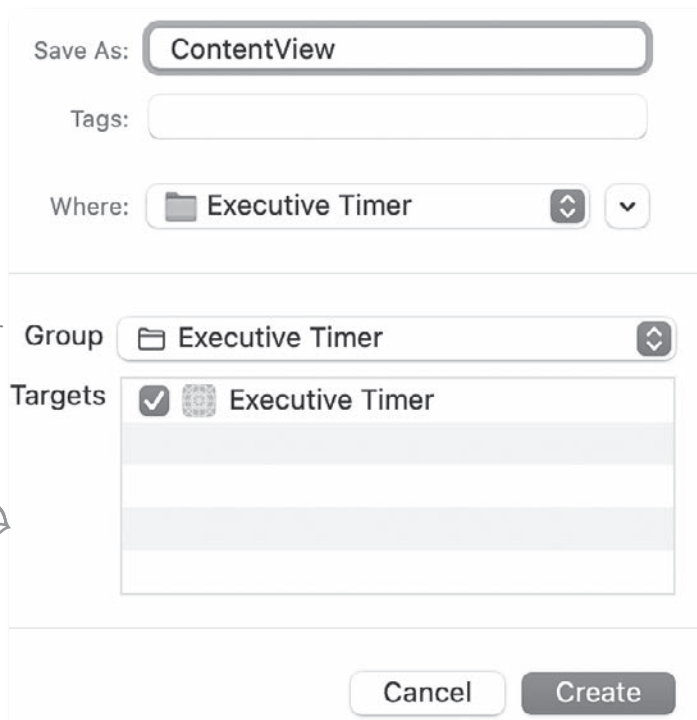 Save As: ContentView
Tags:
Where: Executive Timer
Group Executive Timer
Targets Executive Timer
Cancel Create